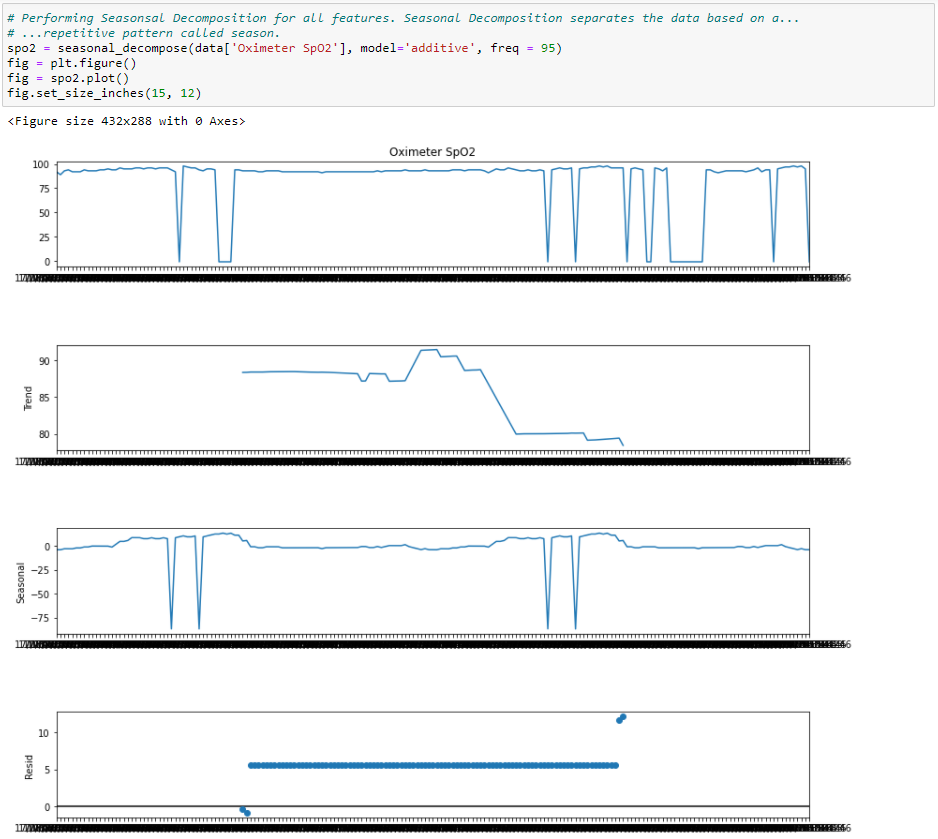 # Performing Seasonsal Decomposition for all features. Seasonal Decomposition separates the data based on a...
# ...repetitive pattern called season.
spo2 = seasonal_decompose(data['Oximeter SpO2'], model='additive', freq = 95)
fig = plt.figure()
fig = spo2.plot()
fig.set_size_inches(15, 12)
<Figure size 432x288 with 0 Axes>
Oximeter SpO2
100
75
50
25
0
Trend
90
85
80
Seasonal
0
−25
−50
−75
Resid
10
5
0